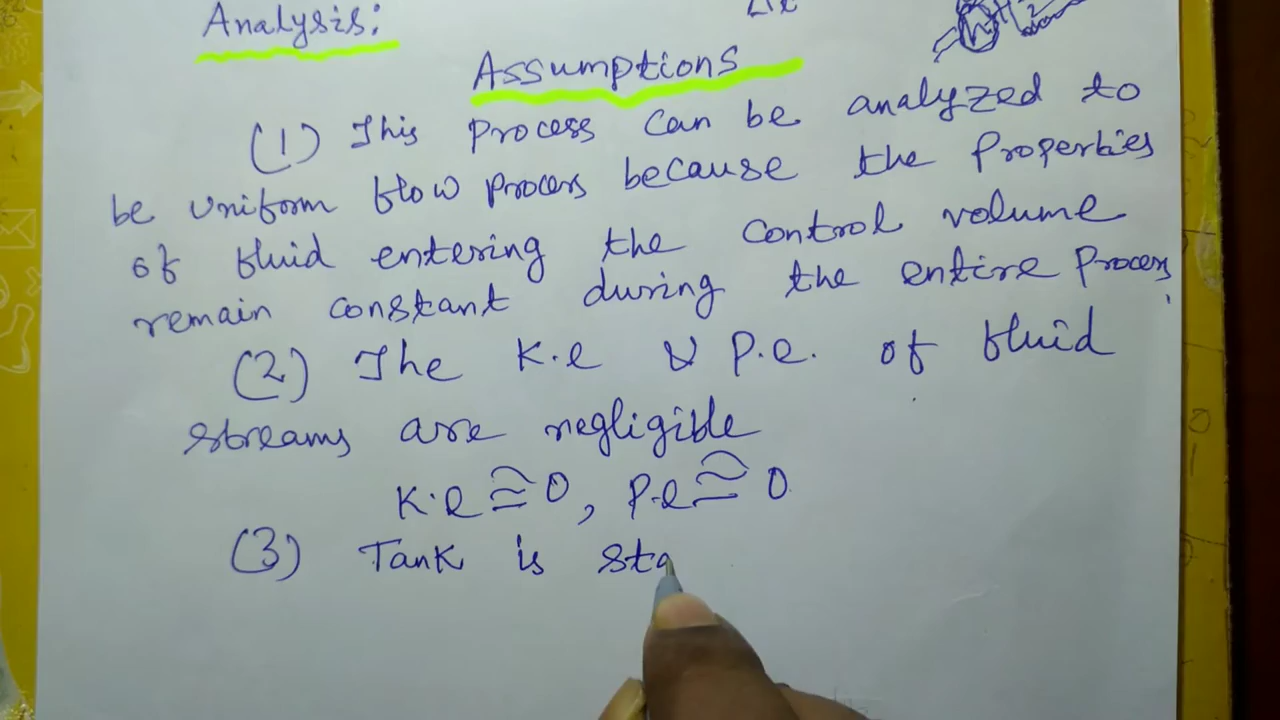 Analysis:
Assumptions
(1) This process can be analyzed to
be uniform flow process because the properties
of fluid entering the control volume
remain constant during the entire process
(2) The K.e & P.e. of fluid
streams are negligible
K.e ≅ 0, P.e ≅ 0
(3) Tank is sta